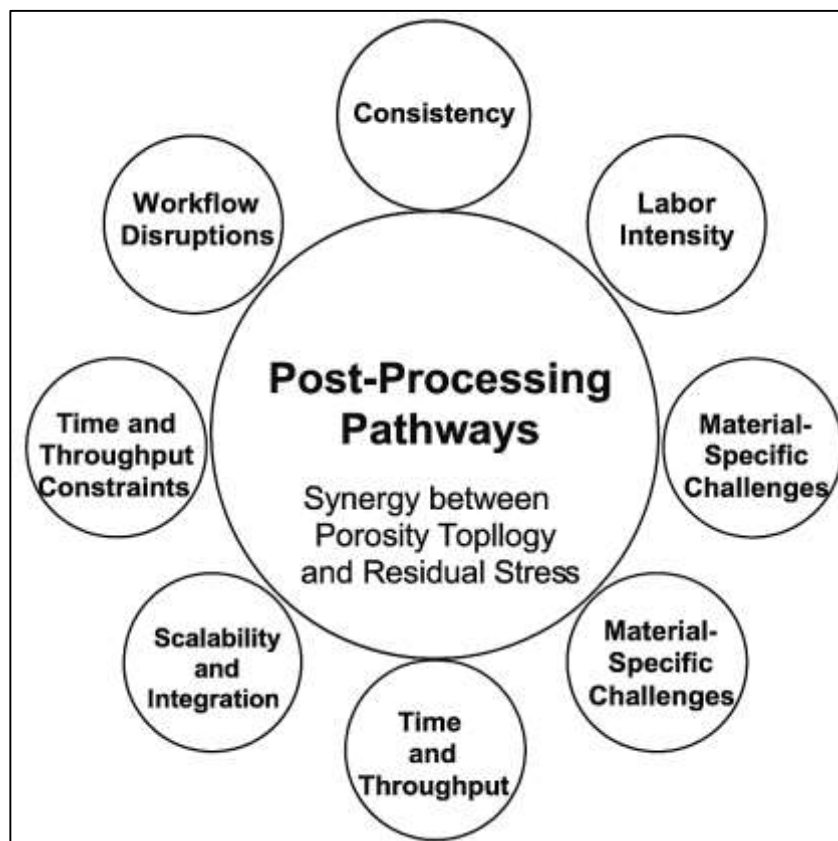 Consistency
Workflow
Disruptions
Labor
Intensity
Post-Processing
Pathways
Synergy between
Porosity Topllogy
and Residual Stress
Time and
Throughput
Constraints
Material-
Specific
Challenges
Scalability
and
Integration
Material-
Specific
Challenges
Time
and
Throughput